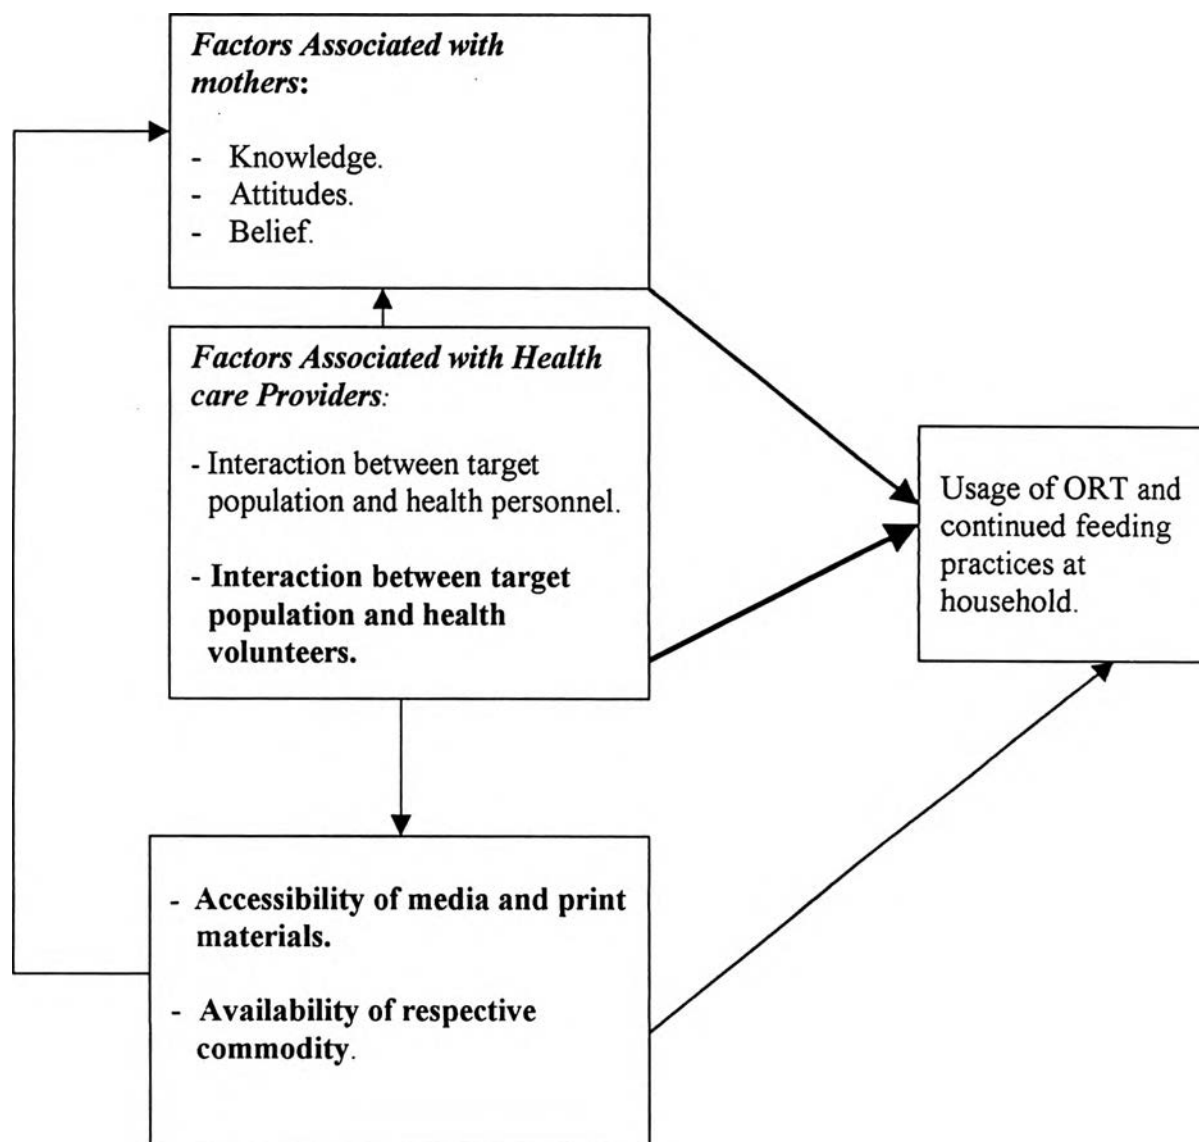 Factors Associated with
mothers:
- Knowledge.
- Attitudes.
- Belief.
Factors Associated with Health
care Providers:
- Interaction between target
population and health personnel.
- Interaction between target
population and health
volunteers.
Usage of ORT and
continued feeding
practices at
household.
- Accessibility of media and print
materials.
- Availability of respective
commodity.